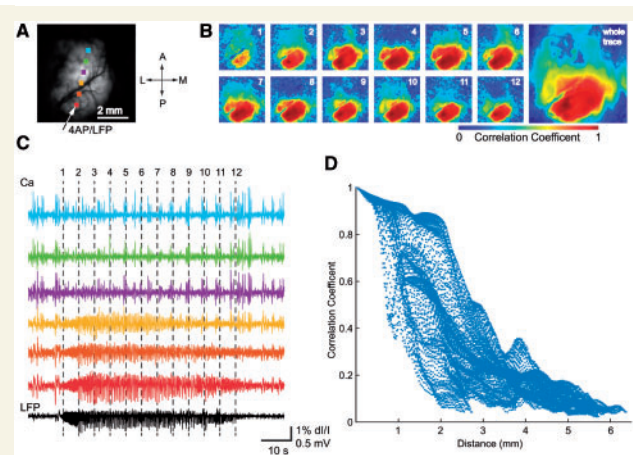 A
A
L
M
P
2 mm
4AP/LFP
B
1 2 3 4 5 6
whole
trace
7 8 9 10 11 12
0 Correlation Coefficent 1
C
1 2 3 4 5 6 7 8 9 10 11 12
Ca
LFP
1% dI/I
0.5 mV
10 s
D
Correlation Coefficent
1
0.8
0.6
0.4
0.2
0
1 2 3 4 5 6
Distance (mm)